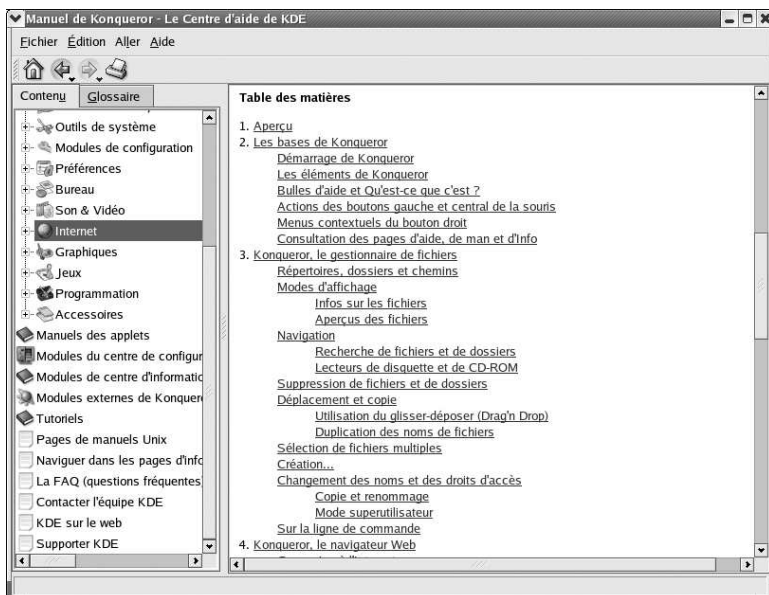 Manuel de Konqueror - Le Centre d'aide de KDE
Fichier Édition Aller Aide
Contenu Glossaire
Outils de système
Modules de configuration
Préférences
Bureau
Son & Vidéo
Internet
Graphiques
Jeux
Programmation
Accessoires
Manuels des applets
Modules du centre de configur
Modules de centre d'informatic
Modules externes de Konquer
Tutoriels
Pages de manuels Unix
Naviguer dans les pages d'info
La FAQ (questions fréquentes)
Contacter l'équipe KDE
KDE sur le web
Supporter KDE
Table des matières
1. Aperçu
2. Les bases de Konqueror
Démarrage de Konqueror
Les éléments de Konqueror
Bulles d'aide et Qu'est-ce que c'est ?
Actions des boutons gauche et central de la souris
Menus contextuels du bouton droit
Consultation des pages d'aide, de man et d'Info
3. Konqueror, le gestionnaire de fichiers
Répertoires, dossiers et chemins
Modes d'affichage
Infos sur les fichiers
Aperçus des fichiers
Navigation
Recherche de fichiers et de dossiers
Lecteurs de disquette et de CD-ROM
Suppression de fichiers et de dossiers
Déplacement et copie
Utilisation du glisser-déposer (Drag'n Drop)
Duplication des noms de fichiers
Sélection de fichiers multiples
Création...
Changement des noms et des droits d'accès
Copie et renommage
Mode superutilisateur
Sur la ligne de commande
4. Konqueror, le navigateur Web